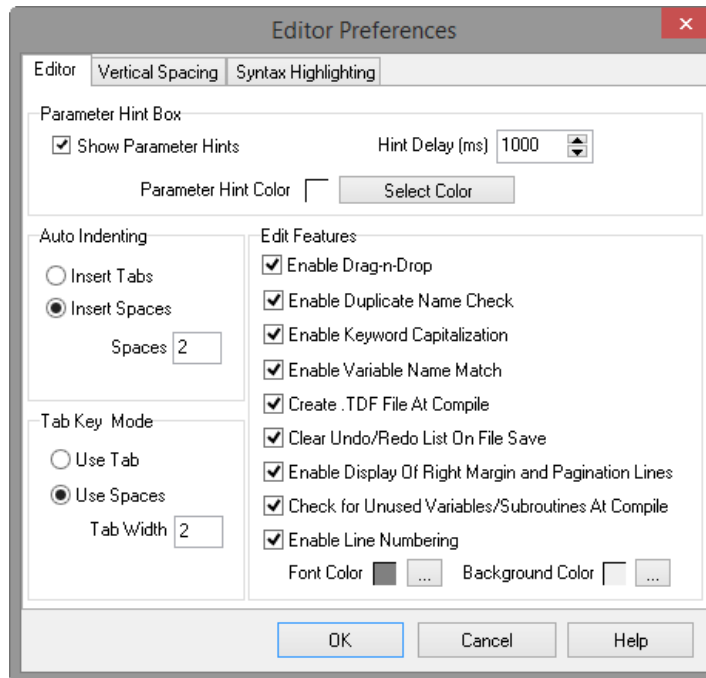 Editor Preferences
Editor Vertical Spacing Syntax Highlighting
Parameter Hint Box
Show Parameter Hints Hint Delay (ms) 1000
Parameter Hint Color Select Color
Auto Indenting
Insert Tabs
Insert Spaces
Spaces 2
Tab Key Mode
Use Tab
Use Spaces
Tab Width 2
Edit Features
Enable Drag-n-Drop
Enable Duplicate Name Check
Enable Keyword Capitalization
Enable Variable Name Match
Create .TDF File At Compile
Clear Undo/Redo List On File Save
Enable Display Of Right Margin and Pagination Lines
Check for Unused Variables/Subroutines At Compile
Enable Line Numbering
Font Color ... Background Color ...
OK Cancel Help